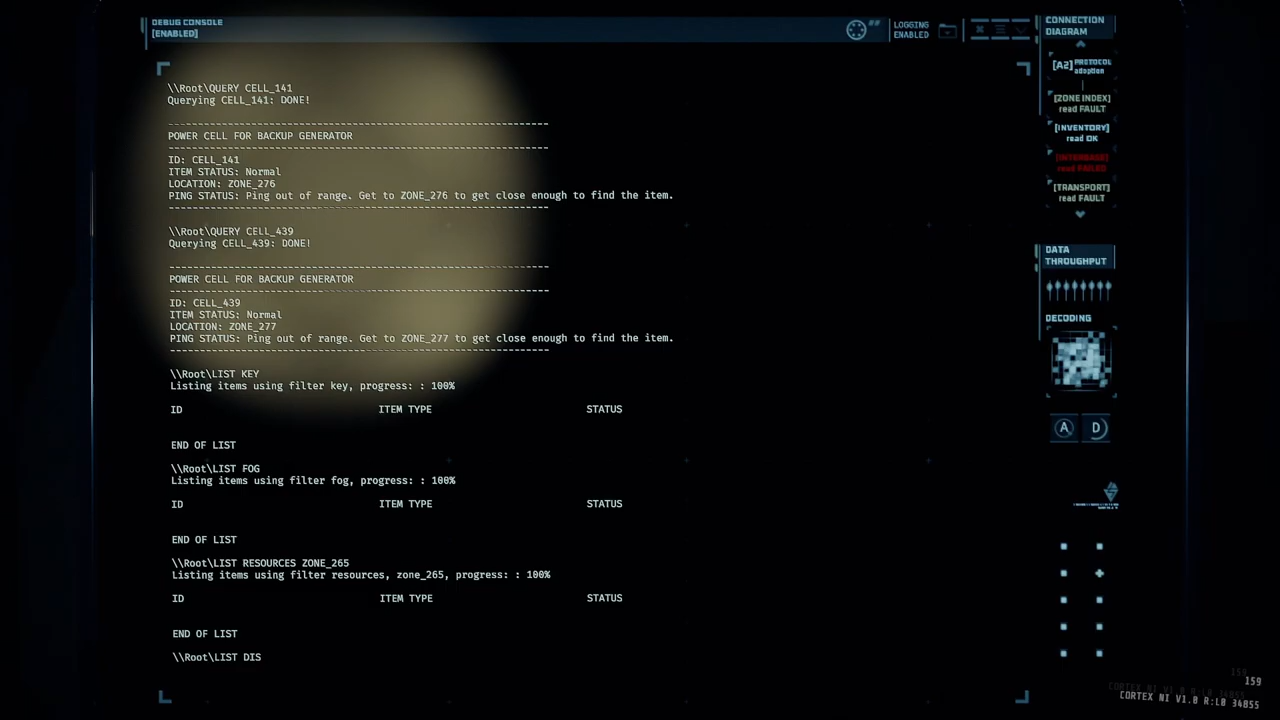 DEBUG CONSOLE
[ENABLED]
LOGGING
ENABLED
\\Root\QUERY CELL_141
Querying CELL_141: DONE!
----------------------------------------------------------------
POWER CELL FOR BACKUP GENERATOR
----------------------------------------------------------------
ID: CELL_141
ITEM STATUS: Normal
LOCATION: ZONE_276
PING STATUS: Ping out of range. Get to ZONE_276 to get close enough to find the item.
----------------------------------------------------------------
\\Root\QUERY CELL_439
Querying CELL_439: DONE!
----------------------------------------------------------------
POWER CELL FOR BACKUP GENERATOR
----------------------------------------------------------------
ID: CELL_439
ITEM STATUS: Normal
LOCATION: ZONE_277
PING STATUS: Ping out of range. Get to ZONE_277 to get close enough to find the item.
----------------------------------------------------------------
\\Root\LIST KEY
Listing items using filter key, progress: : 100%
ID ITEM TYPE STATUS
END OF LIST
\\Root\LIST FOG
Listing items using filter fog, progress: : 100%
ID ITEM TYPE STATUS
END OF LIST
\\Root\LIST RESOURCES ZONE_265
Listing items using filter resources, zone_265, progress: : 100%
ID ITEM TYPE STATUS
END OF LIST
\\Root\LIST DIS
CONNECTION
DIAGRAM
[A2] PROTOCOL
adoption
[ZONE INDEX]
read FAULT
[INVENTORY]
read OK
read FAILED
[TRANSPORT]
read FAULT
DATA
THROUGHPUT
DECODING
A D
159
159
CORTEX NI V1.0 R:L0 34855